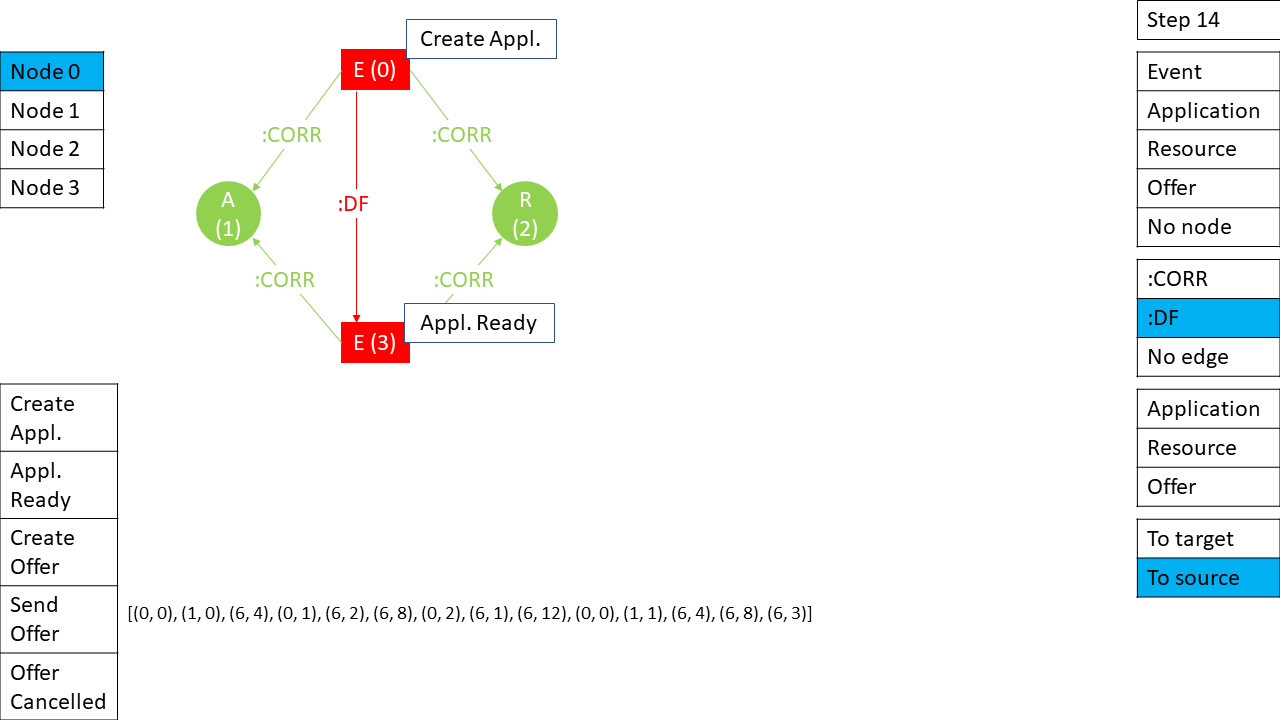 Step 14
Create Appl.
Node 0
Node 1
Node 2
Node 3
E (0)
:CORR
:CORR
A
(1)
:DF
R
(2)
:CORR
:CORR
Appl. Ready
E (3)
Event
Application
Resource
Offer
No node
:CORR
:DF
No edge
Application
Resource
Offer
To target
To source
Create
Appl.
Appl.
Ready
Create
Offer
Send
Offer
Offer
Cancelled
[(0, 0), (1, 0), (6, 4), (0, 1), (6, 2), (6, 8), (0, 2), (6, 1), (6, 12), (0, 0), (1, 1), (6, 4), (6, 8), (6, 3)]